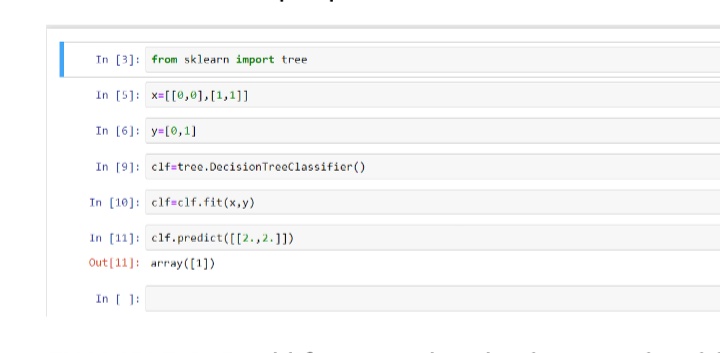 In [3]: from sklearn import tree
In [5]: x=[[0,0],[1,1]]
In [6]: y=[0,1]
In [9]: clf=tree.DecisionTreeClassifier()
In [10]: clf=clf.fit(x,y)
In [11]: clf.predict([[2.,2.]])
Out[11]: array([1])
In [ ]: